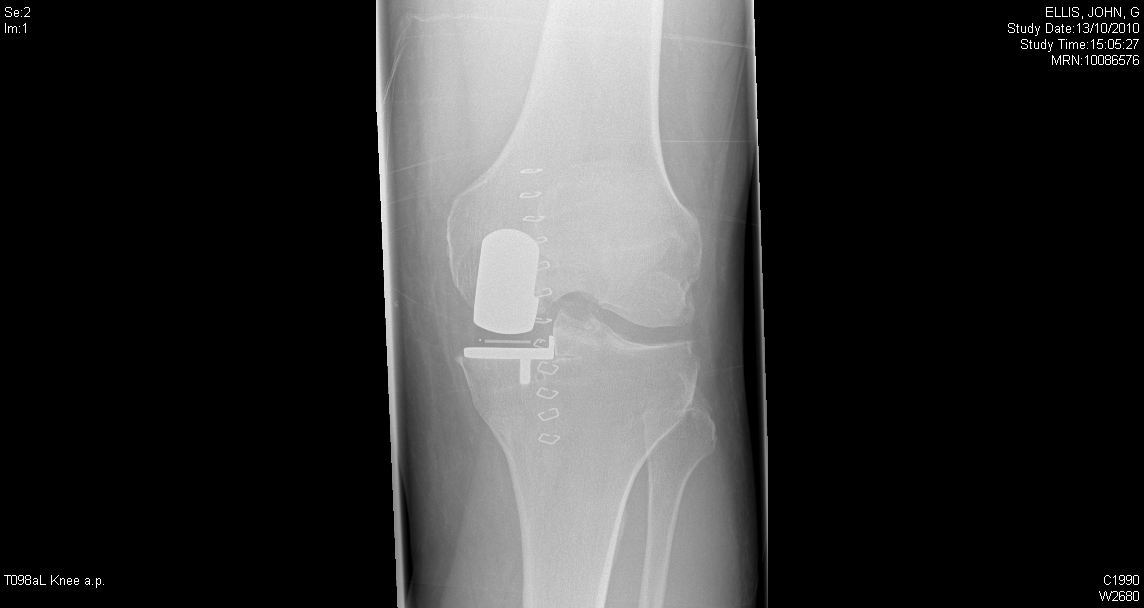 Se:2
Im:1
ELLIS, JOHN, G
Study Date:13/10/2010
Study Time:15:05:27
MRN:10086576
T098aL Knee a.p.
C1990
W2680